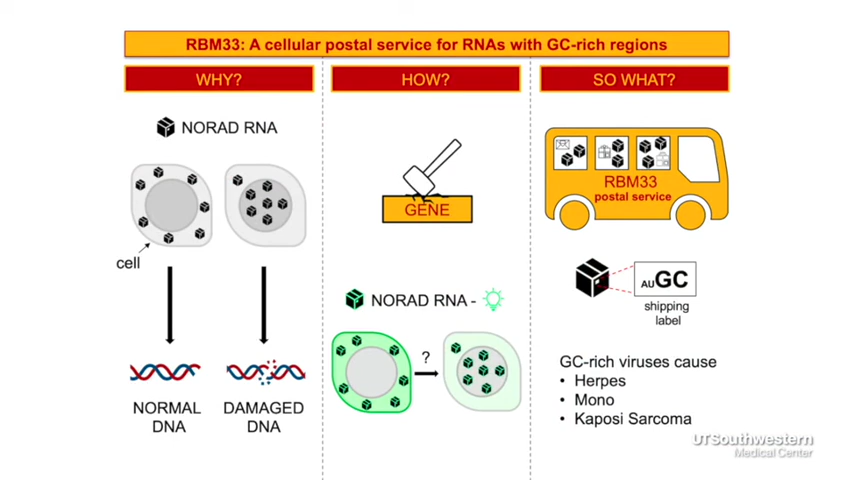 RBM33: A cellular postal service for RNAs with GC-rich regions
WHY?
NORAD RNA
cell
NORMAL
DNA
DAMAGED
DNA
HOW?
GENE
NORAD RNA -
?
SO WHAT?
RBM33
postal service
AUGC
shipping
label
GC-rich viruses cause
• Herpes
• Mono
• Kaposi Sarcoma
UTSouthwestern
Medical Center